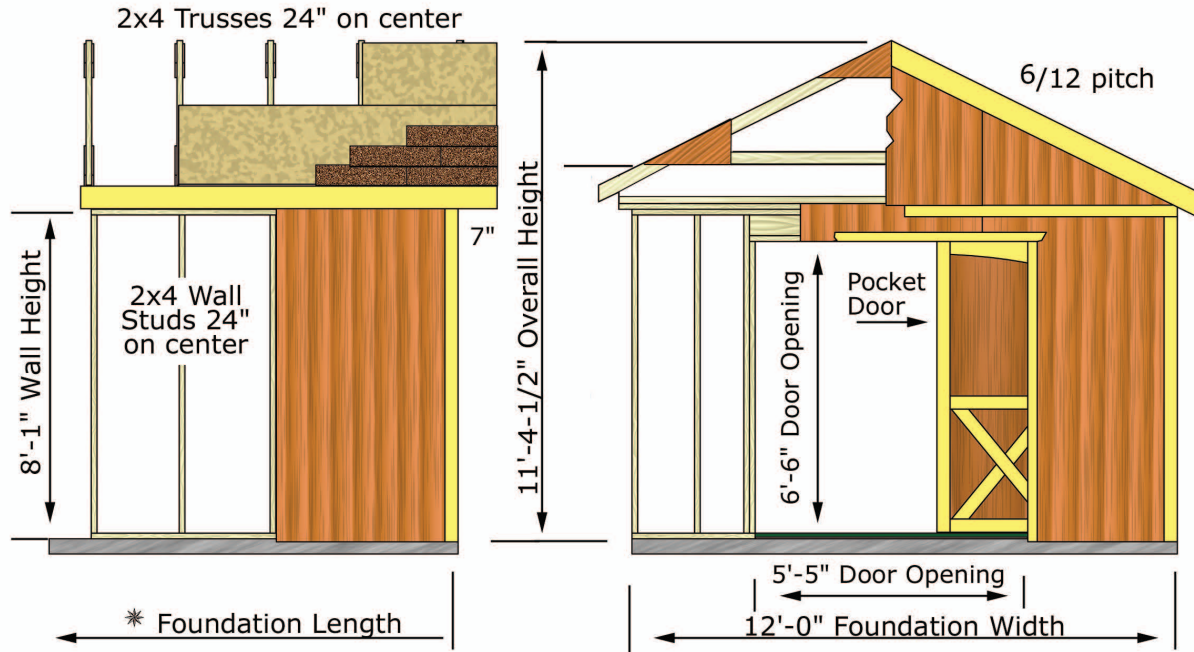 2x4 Trusses 24" on center
8'-1" Wall Height
2x4 Wall
Studs 24"
on center
7"
✷ Foundation Length
11'-4-1/2" Overall Height
6/12 pitch
Pocket
Door
6'-6" Door Opening
5'-5" Door Opening
12'-0" Foundation Width